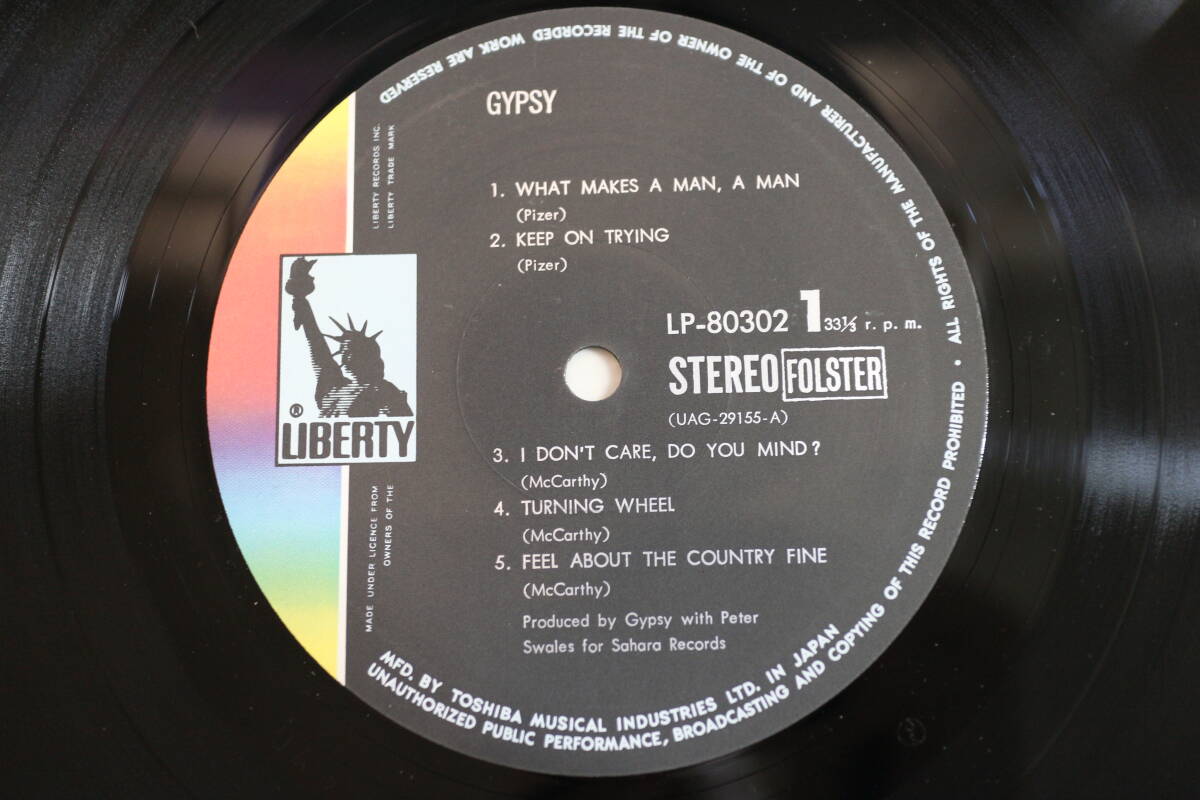 GYPSY
1. WHAT MAKES A MAN, A MAN
(Pizer)
2. KEEP ON TRYING
(Pizer)
LP-80302 1 33⅓ r. p. m.
STEREO FOLSTER
(UAG-29155-A)
3. I DON'T CARE, DO YOU MIND?
(McCarthy)
4. TURNING WHEEL
(McCarthy)
5. FEEL ABOUT THE COUNTRY FINE
(McCarthy)
Produced by Gypsy with Peter
Swales for Sahara Records
® LIBERTY
LIBERTY RECORDS INC.
LIBERTY TRADE MARK
MADE UNDER LICENCE FROM
OWNERS OF THE
MFD. BY TOSHIBA MUSICAL INDUSTRIES LTD. IN JAPAN
UNAUTHORIZED PUBLIC PERFORMANCE, BROADCASTING AND COPYING OF THIS RECORD PROHIBITED • ALL RIGHTS OF THE MANUFACTURER AND OF THE OWNER OF THE RECORDED WORK ARE RESERVED